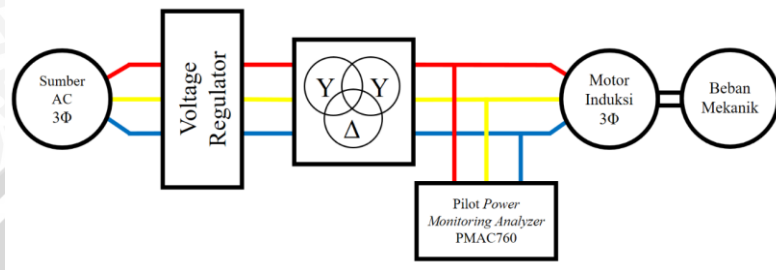 Sumber
AC
3Φ
Voltage
Regulator
Y Y
Δ
Motor
Induksi
3Φ
Beban
Mekanik
Pilot Power
Monitoring Analyzer
PMAC760